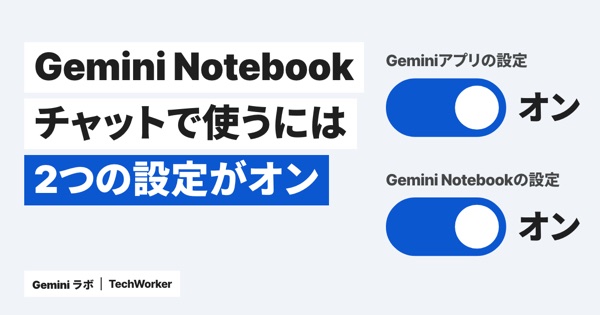 Gemini Notebook
チャットで使うには
2つの設定がオン
Geminiアプリの設定
オン
Gemini Notebookの設定
オン
Gemini ラボ | TechWorker